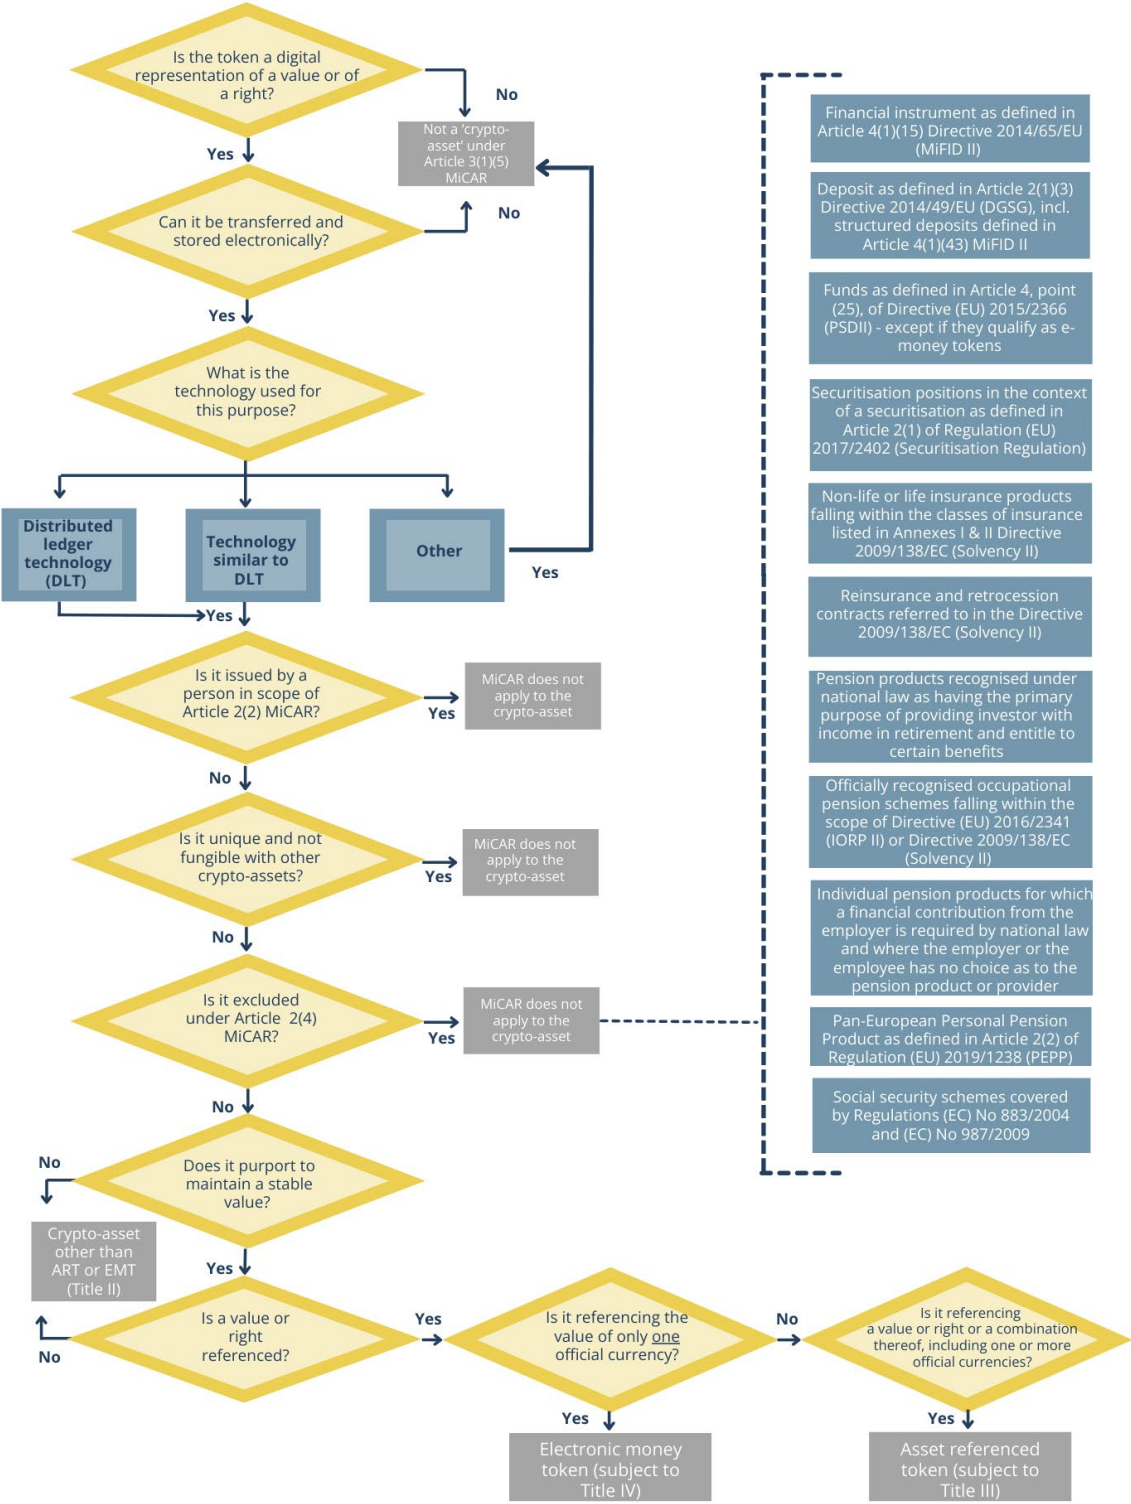 Is the token a digital
representation of a value or of
a right?
No
Not a ‘crypto-
asset’ under
Article 3(1)(5)
MiCAR
Yes
Can it be transferred and
stored electronically?
No
Yes
What is the
technology used for
this purpose?
Distributed
ledger
technology
(DLT)
Technology
similar to
DLT
Other
Yes
Yes
Is it issued by a
person in scope of
Article 2(2) MiCAR?
Yes
MiCAR does not
apply to the
crypto-asset
No
Is it unique and not
fungible with other
crypto-assets?
Yes
MiCAR does not
apply to the
crypto-asset
No
Is it excluded
under Article 2(4)
MiCAR?
Yes
MiCAR does not
apply to the
crypto-asset
No
Does it purport to
maintain a stable
value?
No
Crypto-asset
other than
ART or EMT
(Title II)
Yes
Is a value or
right
referenced?
No
Yes
Is it referencing the
value of only one
official currency?
No
Is it referencing
a value or right or a combination
thereof, including one or more
official currencies?
Yes
Electronic money
token (subject to
Title IV)
Yes
Asset referenced
token (subject to
Title III)
Financial instrument as defined in
Article 4(1)(15) Directive 2014/65/EU
(MiFID II)
Deposit as defined in Article 2(1)(3)
Directive 2014/49/EU (DGSG), incl.
structured deposits defined in
Article 4(1)(43) MiFID II
Funds as defined in Article 4, point
(25), of Directive (EU) 2015/2366
(PSDII) - except if they qualify as e-
money tokens
Securitisation positions in the context
of a securitisation as defined in
Article 2(1) of Regulation (EU)
2017/2402 (Securitisation Regulation)
Non-life or life insurance products
falling within the classes of insurance
listed in Annexes I & II Directive
2009/138/EC (Solvency II)
Reinsurance and retrocession
contracts referred to in the Directive
2009/138/EC (Solvency II)
Pension products recognised under
national law as having the primary
purpose of providing investor with
income in retirement and entitle to
certain benefits
Officially recognised occupational
pension schemes falling within the
scope of Directive (EU) 2016/2341
(IORP II) or Directive 2009/138/EC
(Solvency II)
Individual pension products for which
a financial contribution from the
employer is required by national law
and where the employer or the
employee has no choice as to the
pension product or provider
Pan-European Personal Pension
Product as defined in Article 2(2) of
Regulation (EU) 2019/1238 (PEPP)
Social security schemes covered
by Regulations (EC) No 883/2004
and (EC) No 987/2009